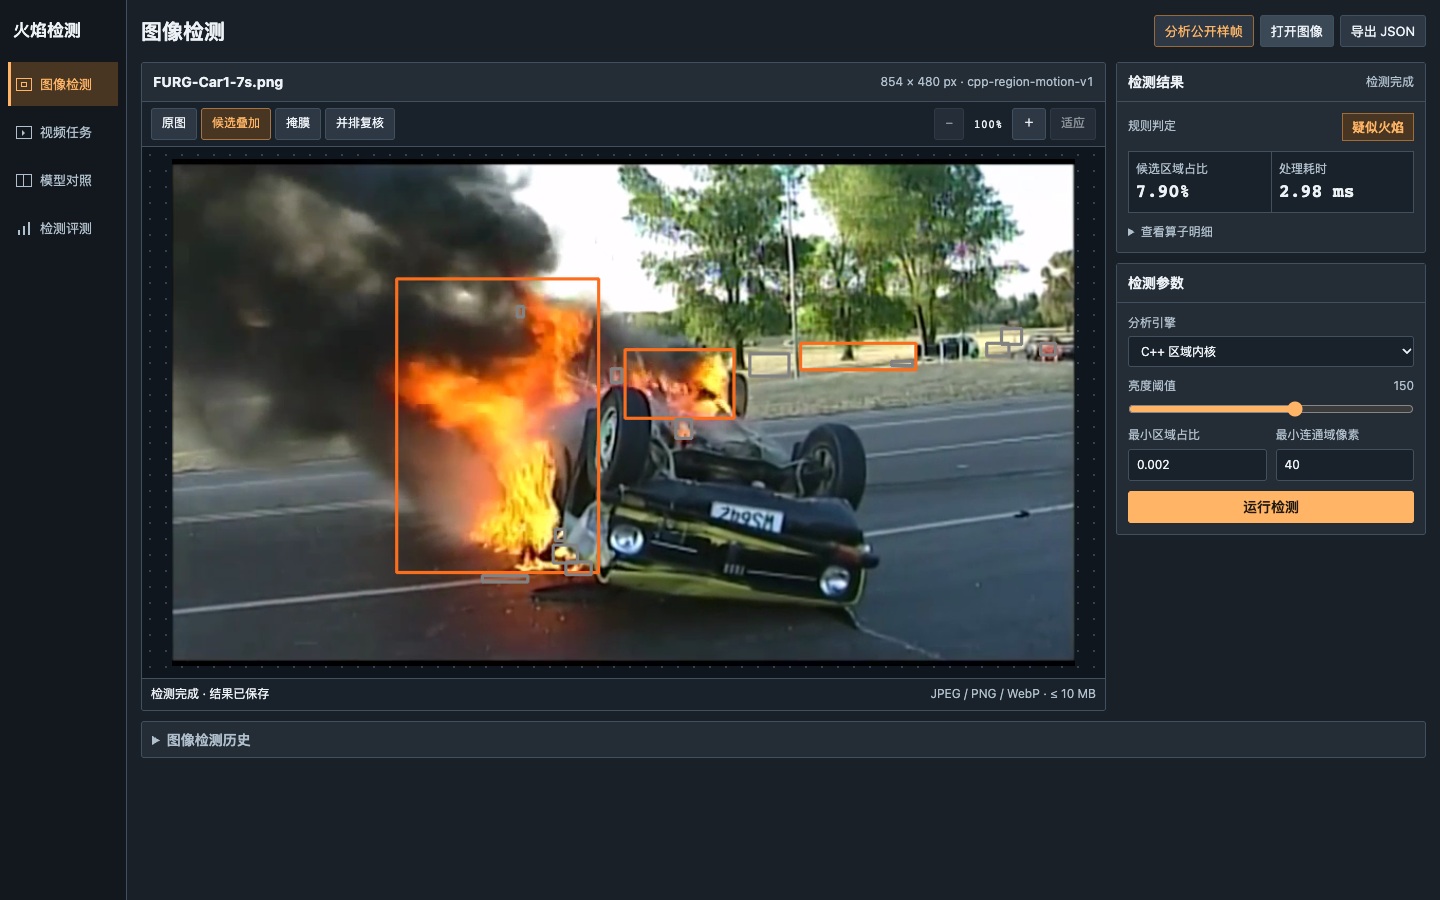 火焰检测
图像检测
视频任务
模型对照
检测评测
图像检测
分析公开样帧
打开图像
导出 JSON
FURG-Car1-7s.png
854 × 480 px · cpp-region-motion-v1
原图
候选叠加
掩膜
并排复核
−
100%
+
适应
检测完成 · 结果已保存
JPEG / PNG / WebP · ≤ 10 MB
▶ 图像检测历史
检测结果
检测完成
规则判定
疑似火焰
候选区域占比
7.90%
处理耗时
2.98 ms
▶ 查看算子明细
检测参数
分析引擎
C++ 区域内核
亮度阈值
150
最小区域占比
最小连通域像素
0.002
40
运行检测